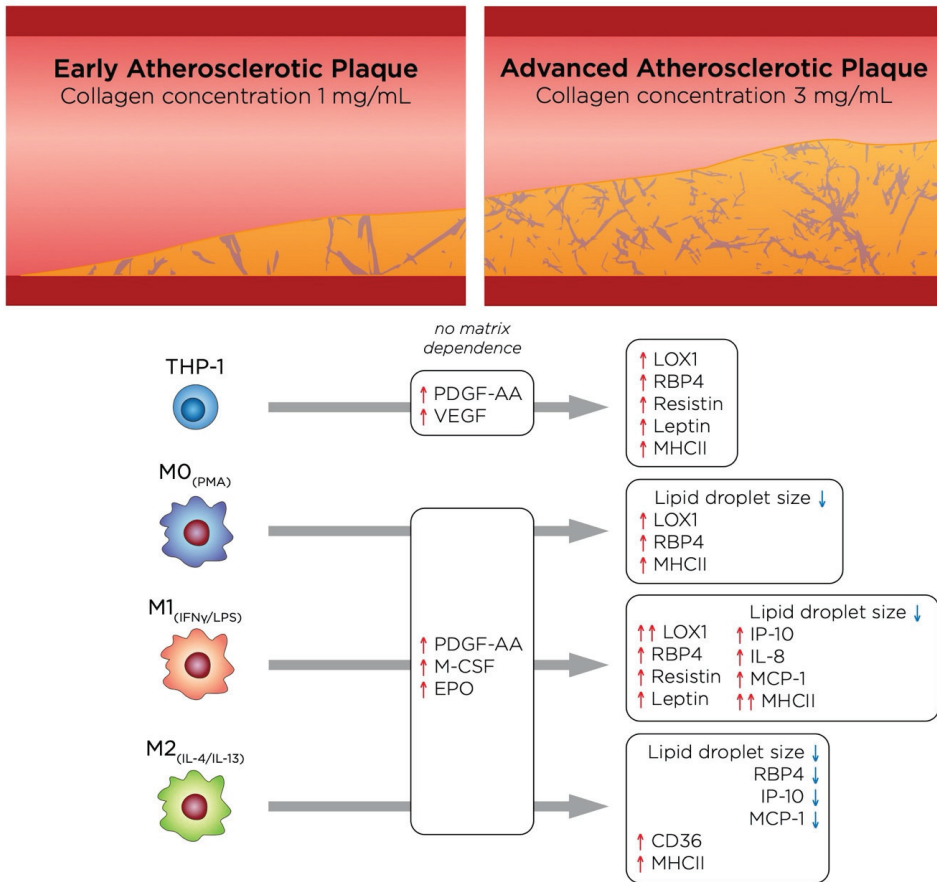 Early Atherosclerotic Plaque
Collagen concentration 1 mg/mL
Advanced Atherosclerotic Plaque
Collagen concentration 3 mg/mL
no matrix
dependence
THP-1
↑ PDGF-AA
↑ VEGF
↑ LOX1
↑ RBP4
↑ Resistin
↑ Leptin
↑ MHCII
M0(PMA)
Lipid droplet size ↓
↑ LOX1
↑ RBP4
↑ MHCII
M1(IFNγ/LPS)
↑ PDGF-AA
↑ M-CSF
↑ EPO
Lipid droplet size ↓
↑↑ LOX1
↑ RBP4
↑ Resistin
↑ Leptin
↑ IP-10
↑ IL-8
↑ MCP-1
↑↑ MHCII
M2(IL-4/IL-13)
Lipid droplet size ↓
RBP4 ↓
IP-10 ↓
MCP-1 ↓
↑ CD36
↑ MHCII